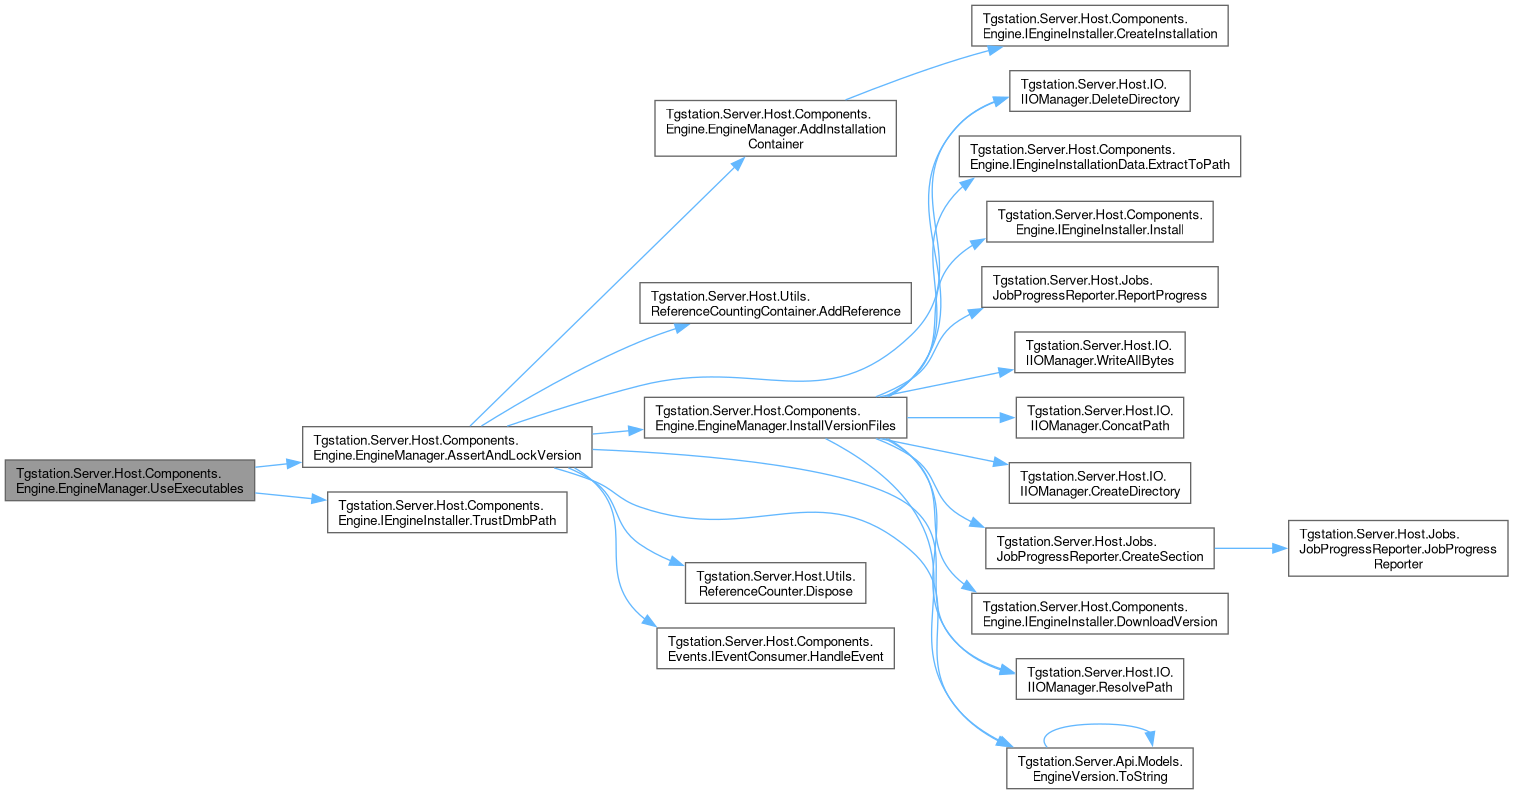 Tgstation.Server.Host.Components.
Engine.EngineManager.UseExecutables
Tgstation.Server.Host.Components.
Engine.EngineManager.AssertAndLockVersion
Tgstation.Server.Host.Components.
Engine.IEngineInstaller.TrustDmbPath
Tgstation.Server.Host.Components.
Engine.EngineManager.AddInstallation
Container
Tgstation.Server.Host.Utils.
ReferenceCountingContainer.AddReference
Tgstation.Server.Host.Components.
Engine.EngineManager.InstallVersionFiles
Tgstation.Server.Host.Utils.
ReferenceCounter.Dispose
Tgstation.Server.Host.Components.
Events.IEventConsumer.HandleEvent
Tgstation.Server.Host.Components.
Engine.IEngineInstaller.CreateInstallation
Tgstation.Server.Host.IO.
IIOManager.DeleteDirectory
Tgstation.Server.Host.Components.
Engine.IEngineInstallationData.ExtractToPath
Tgstation.Server.Host.Components.
Engine.IEngineInstaller.Install
Tgstation.Server.Host.Jobs.
JobProgressReporter.ReportProgress
Tgstation.Server.Host.IO.
IIOManager.WriteAllBytes
Tgstation.Server.Host.IO.
IIOManager.ConcatPath
Tgstation.Server.Host.IO.
IIOManager.CreateDirectory
Tgstation.Server.Host.Jobs.
JobProgressReporter.CreateSection
Tgstation.Server.Host.Components.
Engine.IEngineInstaller.DownloadVersion
Tgstation.Server.Host.IO.
IIOManager.ResolvePath
Tgstation.Server.Api.Models.
EngineVersion.ToString
Tgstation.Server.Host.Jobs.
JobProgressReporter.JobProgress
Reporter